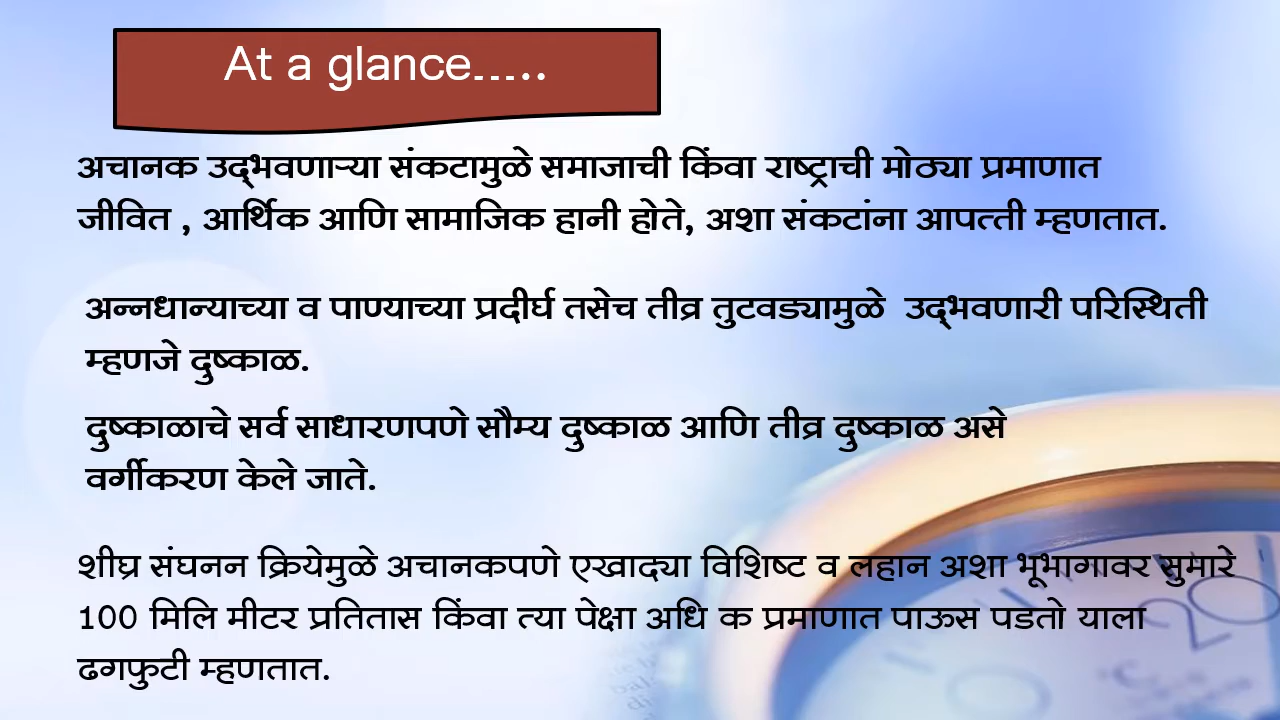 At a glance.....
अचानक उद्‌भवणाऱ्या संकटामुळे समाजाची किंवा राष्ट्राची मोठ्या प्रमाणात
जीवित , आर्थिक आणि सामाजिक हानी होते, अशा संकटांना आपत्ती म्हणतात.
अन्नधान्याच्या व पाण्याच्या प्रदीर्घ तसेच तीव्र तुटवड्यामुळे उद्‌भवणारी परिस्थिती
म्हणजे दुष्काळ.
दुष्काळाचे सर्व साधारणपणे सौम्य दुष्काळ आणि तीव्र दुष्काळ असे
वर्गीकरण केले जाते.
शीघ्र संघनन क्रियेमुळे अचानकपणे एखाद्या विशिष्ट व लहान अशा भूभागावर सुमारे
100 मिलि मीटर प्रतितास किंवा त्या पेक्षा अधि क प्रमाणात पाऊस पडतो याला
ढगफुटी म्हणतात.
20
°C